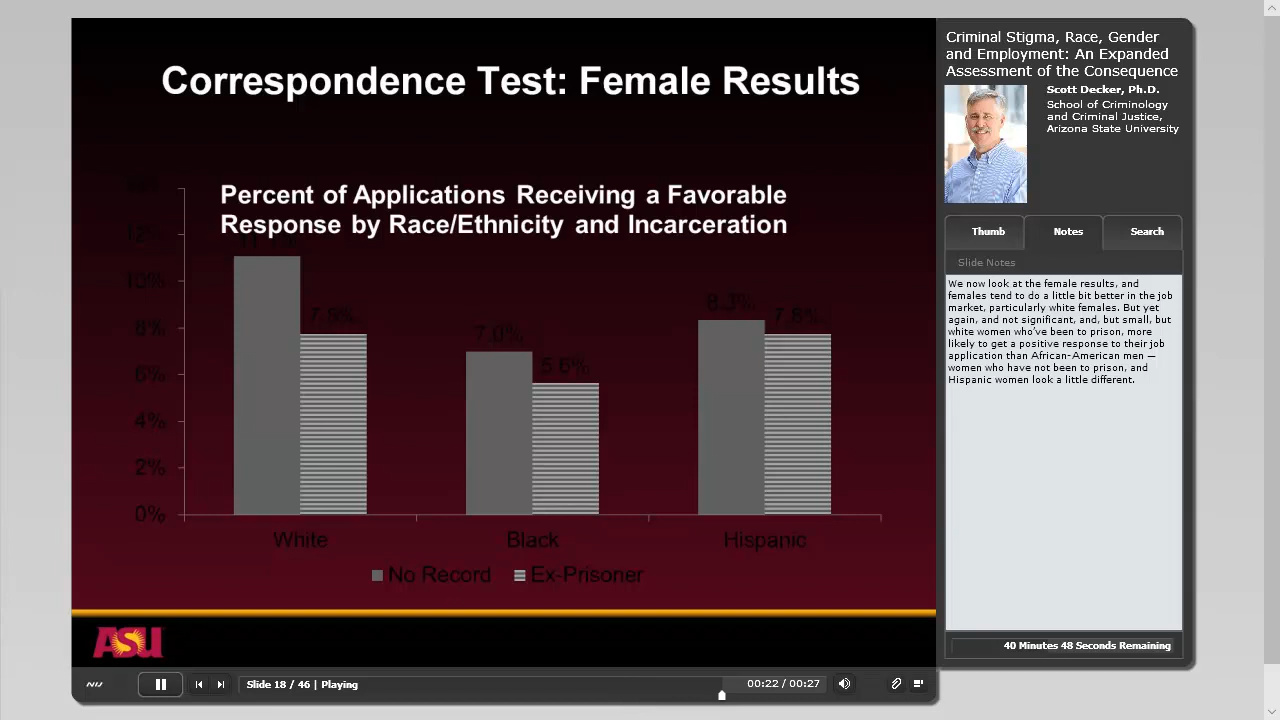 Correspondence Test: Female Results
Percent of Applications Receiving a Favorable
Response by Race/Ethnicity and Incarceration
12%
10%
8%
6%
4%
2%
0%
7.0%
5.6%
8.3%
7.8%
White
Black
Hispanic
No Record
Ex-Prisoner
ASU
Slide 18 / 46 | Playing
00:22 / 00:27
Criminal Stigma, Race, Gender
and Employment: An Expanded
Assessment of the Consequence
Scott Decker, Ph.D.
School of Criminology
and Criminal Justice,
Arizona State University
Thumb
Notes
Search
Slide Notes
We now look at the female results, and
females tend to do a little bit better in the job
market, particularly white females. But yet
again, and not significant, and, but small, but
white women who've been to prison, more
likely to get a positive response to their job
application than African-American men —
women who have not been to prison, and
Hispanic women look a little different.
40 Minutes 48 Seconds Remaining